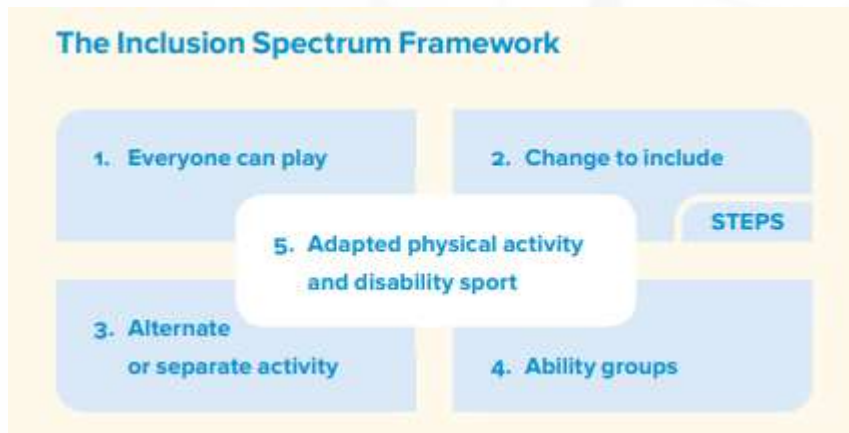 The Inclusion Spectrum Framework
1. Everyone can play
2. Change to include
STEPS
5. Adapted physical activity
and disability sport
3. Alternate
or separate activity
4. Ability groups